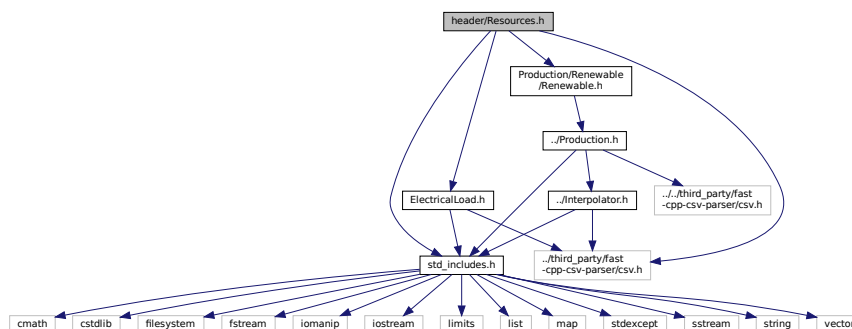 header/Resources.h
Production/Renewable
/Renewable.h
../Production.h
../../third_party/fast
-cpp-csv-parser/csv.h
ElectricalLoad.h
../Interpolator.h
../third_party/fast
-cpp-csv-parser/csv.h
std_includes.h
cmath
cstdlib
filesystem
fstream
iomanip
iostream
limits
list
map
stdexcept
sstream
string
vector